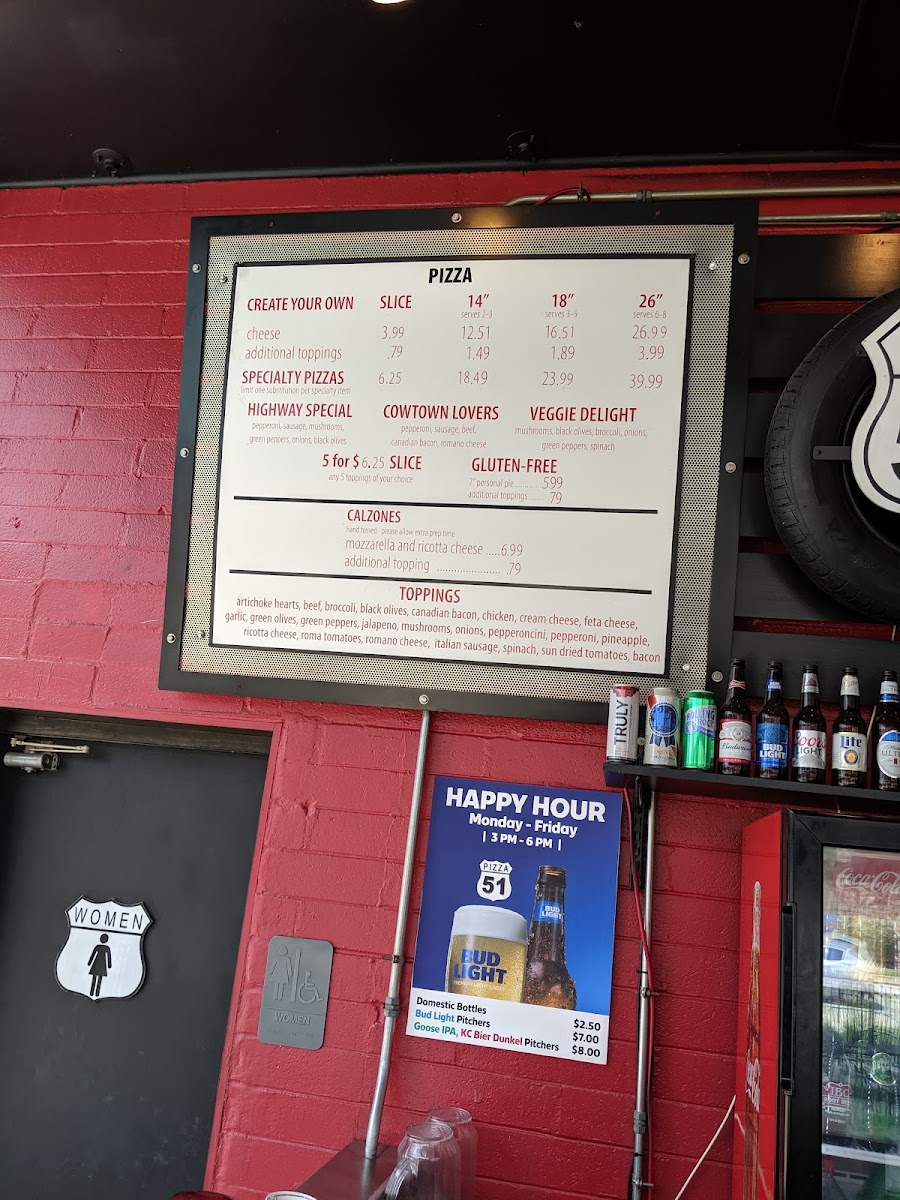 PIZZA
CREATE YOUR OWN SLICE 14" 18" 26"
serves 2-3 serves 3-5 serves 6-8
cheese 3.99 12.51 16.51 26.99
additional toppings .79 1.49 1.89 3.99
SPECIALTY PIZZAS 6.25 18.49 23.99 39.99
limit one substitution per specialty item
HIGHWAY SPECIAL COWTOWN LOVERS VEGGIE DELIGHT
pepperoni, sausage, mushrooms, pepperoni, sausage, beef, mushrooms, black olives, broccoli, onions,
green peppers, onions, black olives canadian bacon, romano cheese green peppers, spinach
5 for $6.25 SLICE GLUTEN-FREE
any 5 toppings of your choice 7" personal pie ............599
additional toppings........ 79
CALZONES
hand tossed. please allow extra prep time
mozzarella and ricotta cheese .....6.99
additional topping ...................... .79
TOPPINGS
artichoke hearts, beef, broccoli, black olives, canadian bacon, chicken, cream cheese, feta cheese,
garlic, green olives, green peppers, jalapeno, mushrooms, onions, pepperoncini, pepperoni, pineapple,
ricotta cheese, roma tomatoes, romano cheese, italian sausage, spinach, sun dried tomatoes, bacon
TRULY
Budweiser
BUD
LIGHT
Coors
LIGHT
Lite
ULTRA
HAPPY HOUR
Monday - Friday
| 3 PM - 6 PM |
PIZZA
51
BUD
LIGHT
BUD
LIGHT
Domestic Bottles $2.50
Bud Light Pitchers $7.00
Goose IPA, KC Bier Dunkel Pitchers $8.00
WOMEN
WOMEN
Coca-Cola